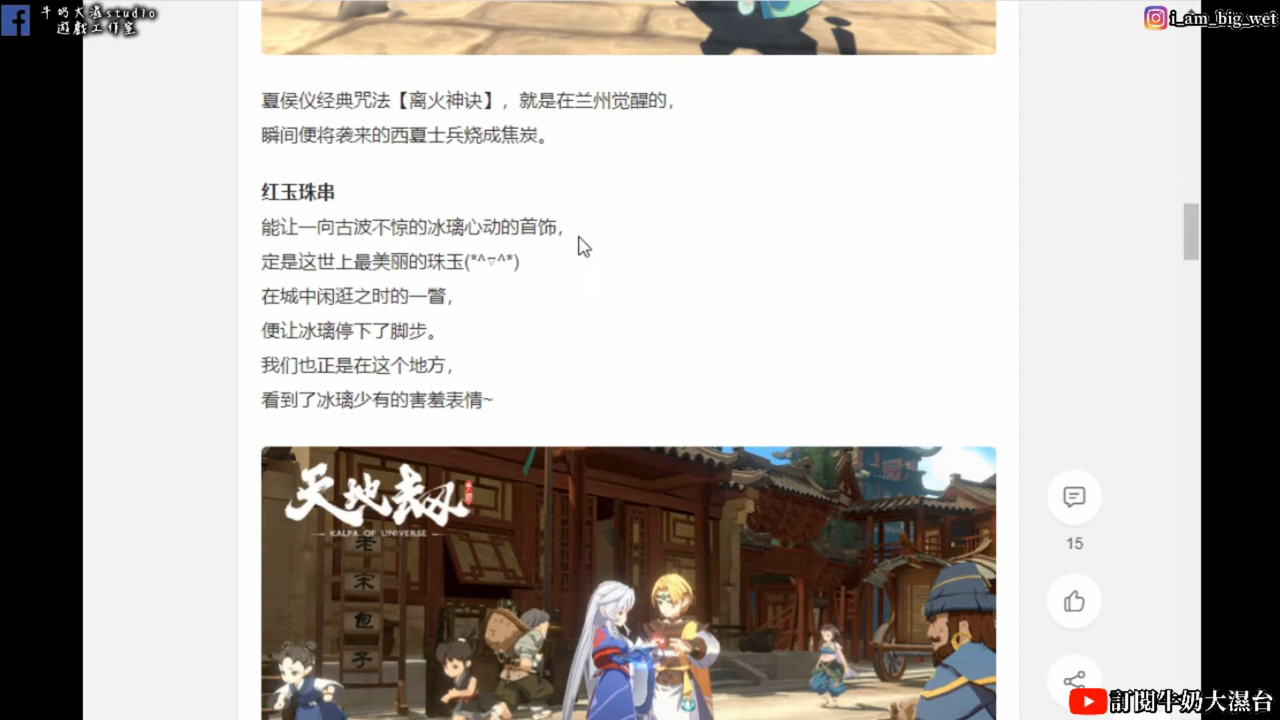 牛奶大濕studio
遊戲工作室
i_am_big_wet
夏侯仪经典咒法【离火神诀】，就是在兰州觉醒的，
瞬间便将袭来的西夏士兵烧成焦炭。
红玉珠串
能让一向古波不惊的冰璃心动的首饰，
定是这世上最美丽的珠玉(*^▽^*)
在城中闲逛之时的一瞥，
便让冰璃停下了脚步。
我们也正是在这个地方，
看到了冰璃少有的害羞表情~
天地劫
KALPA OF UNIVERSE
老宋包子
15
訂閱牛奶大濕台